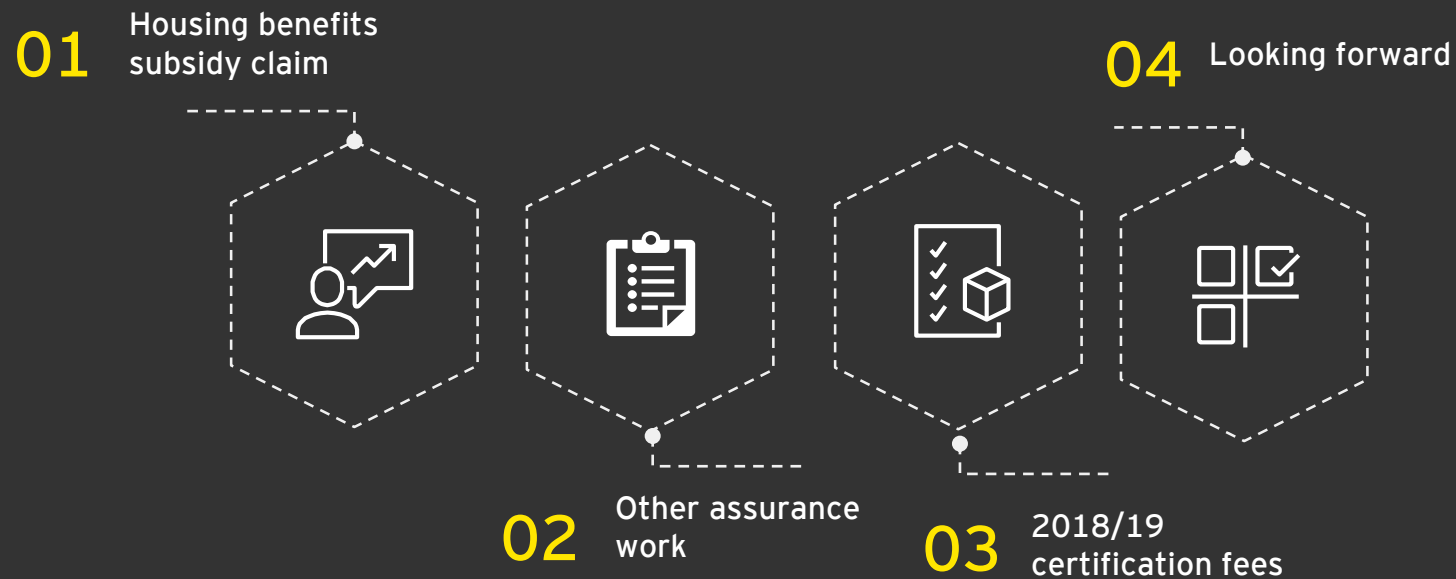 01
Housing benefits
subsidy claim
02
Other assurance
work
03
2018/19
certification fees
04
Looking forward